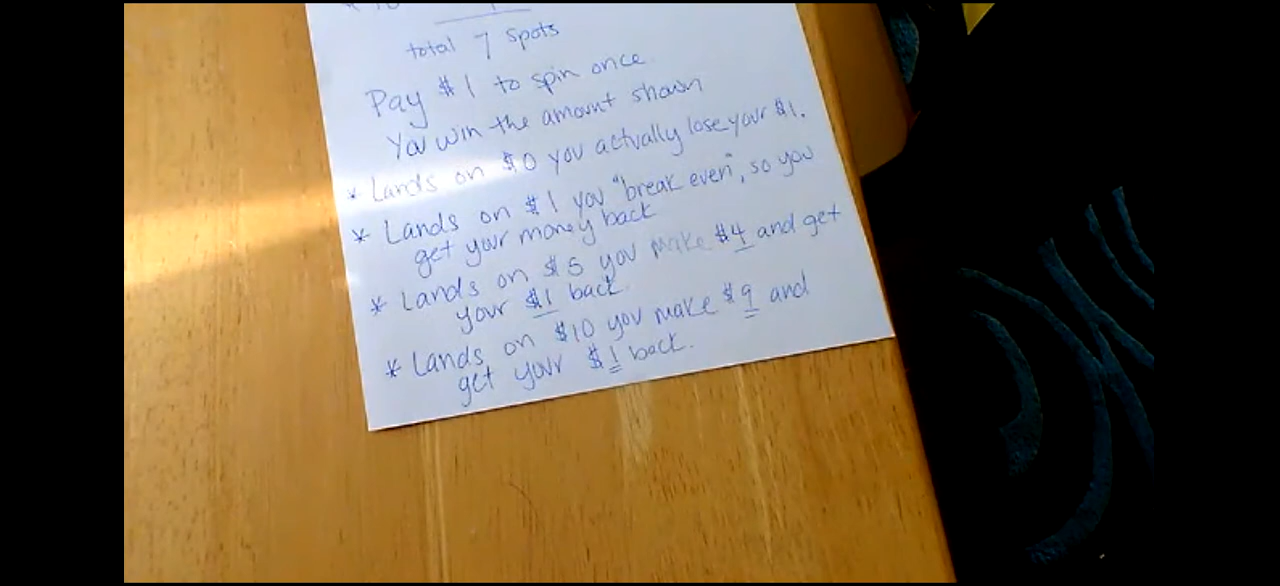 total 7 spots
Pay $1 to spin once
You win the amount shown
* Lands on $0 you actually lose your $1.
* Lands on $1 you "break even", so you
get your money back
* Lands on $5 you make $4 and get
your $1 back.
* Lands on $10 you make $9 and
get your $1 back.